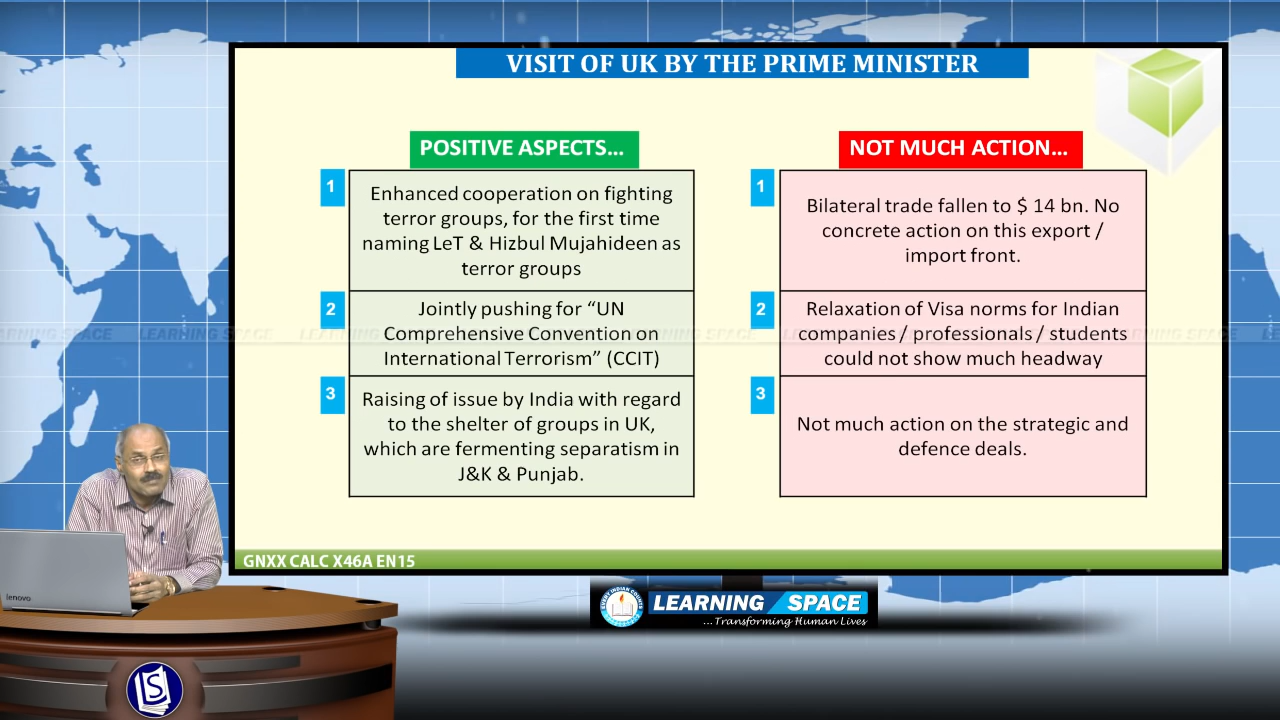 VISIT OF UK BY THE PRIME MINISTER
POSITIVE ASPECTS...
1
Enhanced cooperation on fighting
terror groups, for the first time
naming LeT & Hizbul Mujahideen as
terror groups
2
Jointly pushing for “UN
Comprehensive Convention on
International Terrorism” (CCIT)
3
Raising of issue by India with regard
to the shelter of groups in UK,
which are fermenting separatism in
J&K & Punjab.
NOT MUCH ACTION...
1
Bilateral trade fallen to $ 14 bn. No
concrete action on this export /
import front.
2
Relaxation of Visa norms for Indian
companies / professionals / students
could not show much headway
3
Not much action on the strategic and
defence deals.
ARNING SPACE LEARNING SPACE
GNXX CALC X46A EN15
lenovo
LEARNING SPACE
...Transforming Human Lives
LS